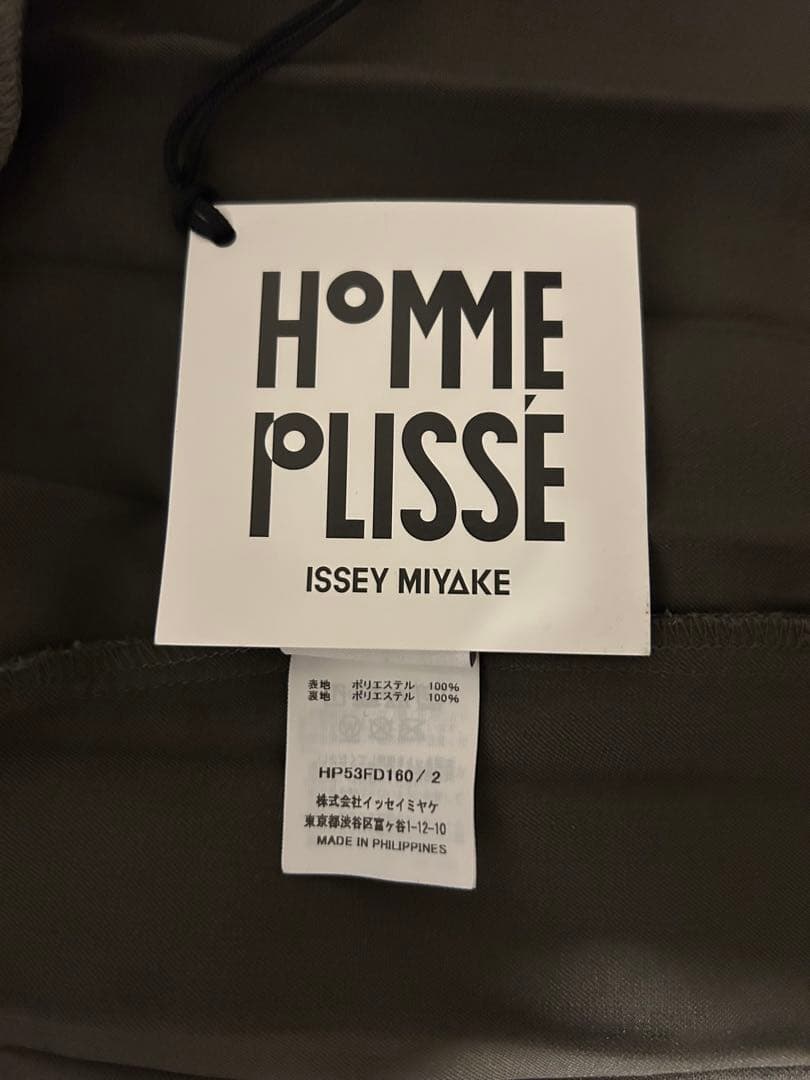 HOMME
PLISSÉ
ISSEY MIYAKE
表地 ポリエステル 100%
裏地 ポリエステル 100%
HP53FD160/ 2
株式会社イッセイミヤケ
東京都渋谷区富ヶ谷1-12-10
MADE IN PHILIPPINES